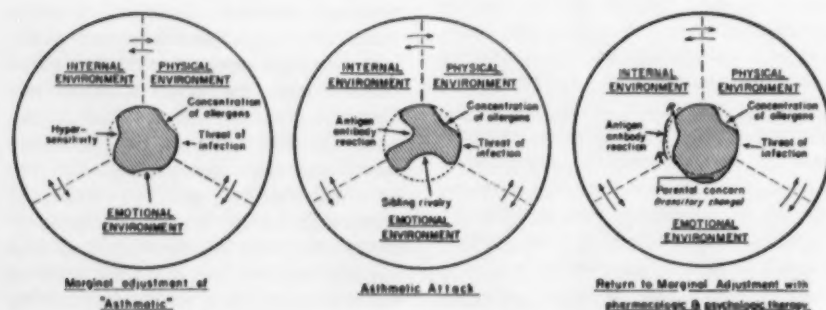 INTERNAL
ENVIRONMENT
PHYSICAL
ENVIRONMENT
Concentration
of allergens
Hyper-
sensitivity
Threat of
infection
EMOTIONAL
ENVIRONMENT
Marginal adjustment of
"Asthmatic"
INTERNAL
ENVIRONMENT
PHYSICAL
ENVIRONMENT
Concentration
of allergens
Antigen
antibody
reaction
Threat of
infection
Sibling rivalry
EMOTIONAL
ENVIRONMENT
Asthmatic Attack
INTERNAL
ENVIRONMENT
PHYSICAL
ENVIRONMENT
Concentration
of allergens
Antigen
antibody
reaction
Threat of
infection
Parental concern
(transitory change)
EMOTIONAL
ENVIRONMENT
Return to Marginal Adjustment with
pharmacologic & psychologic therapy